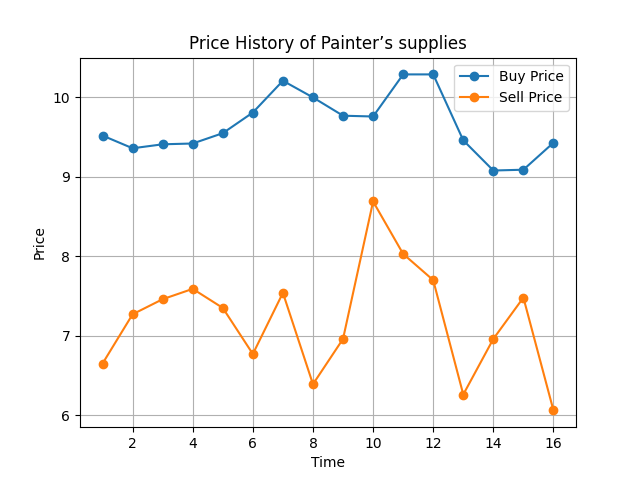 Price History of Painter’s supplies
Buy Price
Sell Price
10
9
8
7
6
Price
2 4 6 8 10 12 14 16
Time